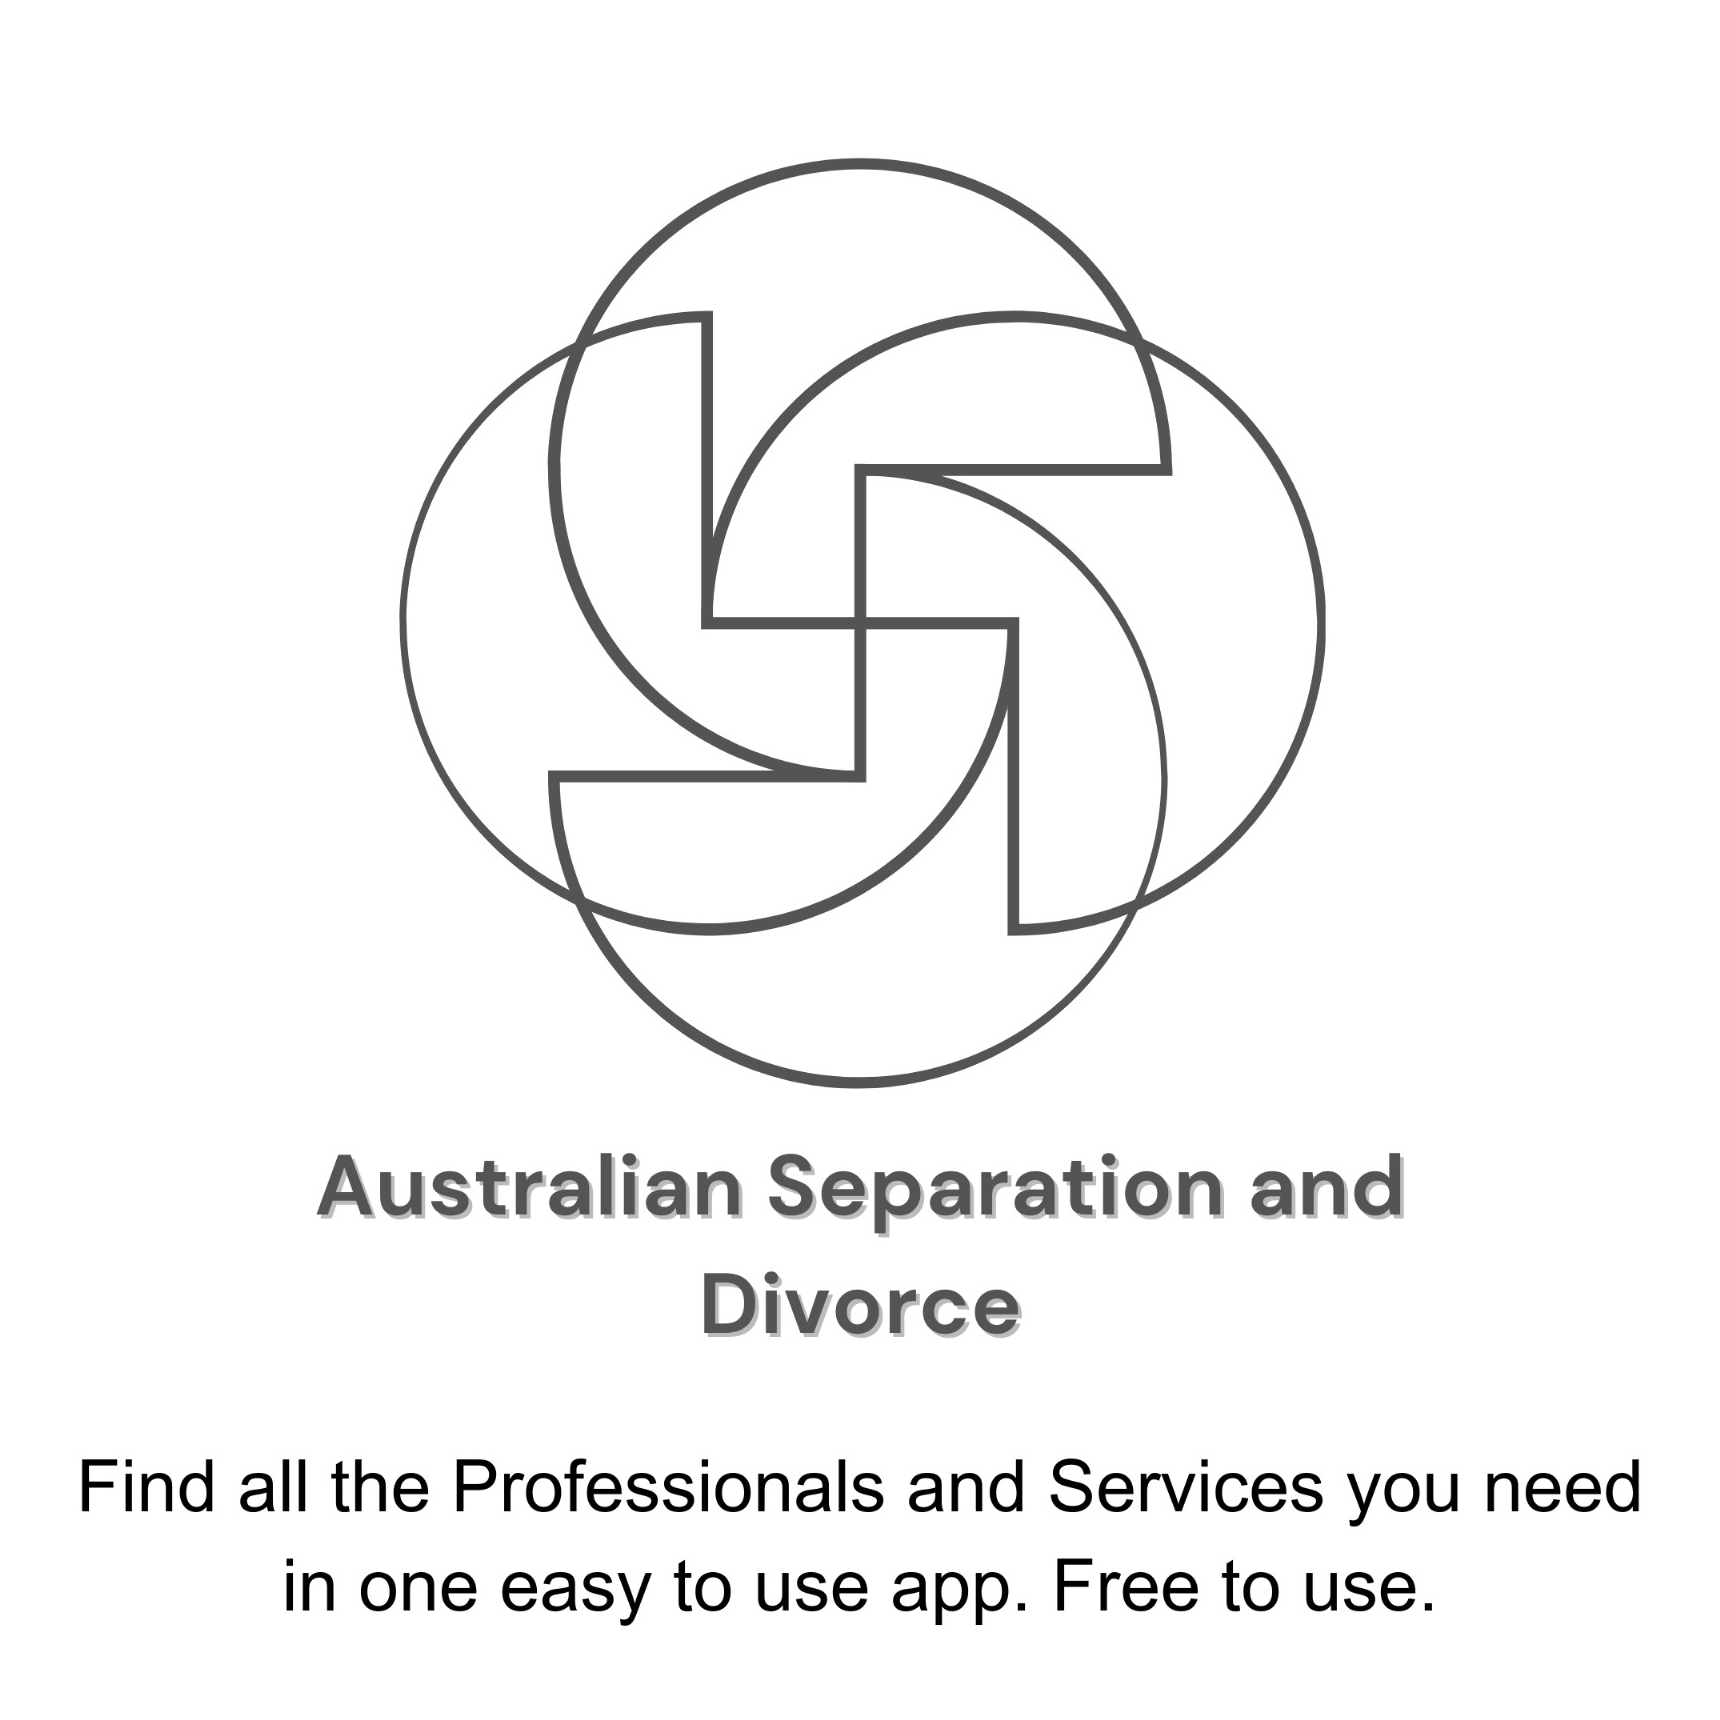 Australian Separation and
Divorce
Find all the Professionals and Services you need
in one easy to use app. Free to use.